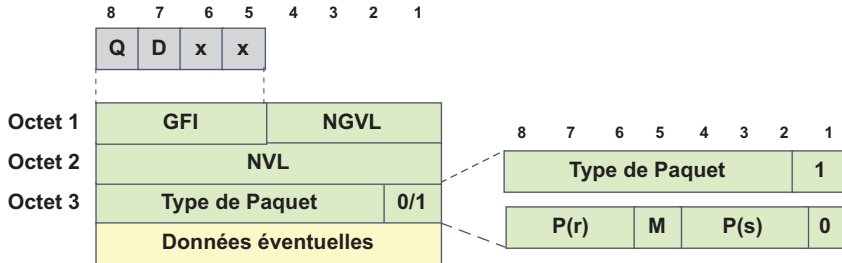 8 7 6 5 4 3 2 1
Q D x x
Octet 1 GFI NGVL
8 7 6 5 4 3 2 1
Octet 2 NVL
Type de Paquet 1
Octet 3 Type de Paquet 0/1
P(r) M P(s) 0
Données éventuelles